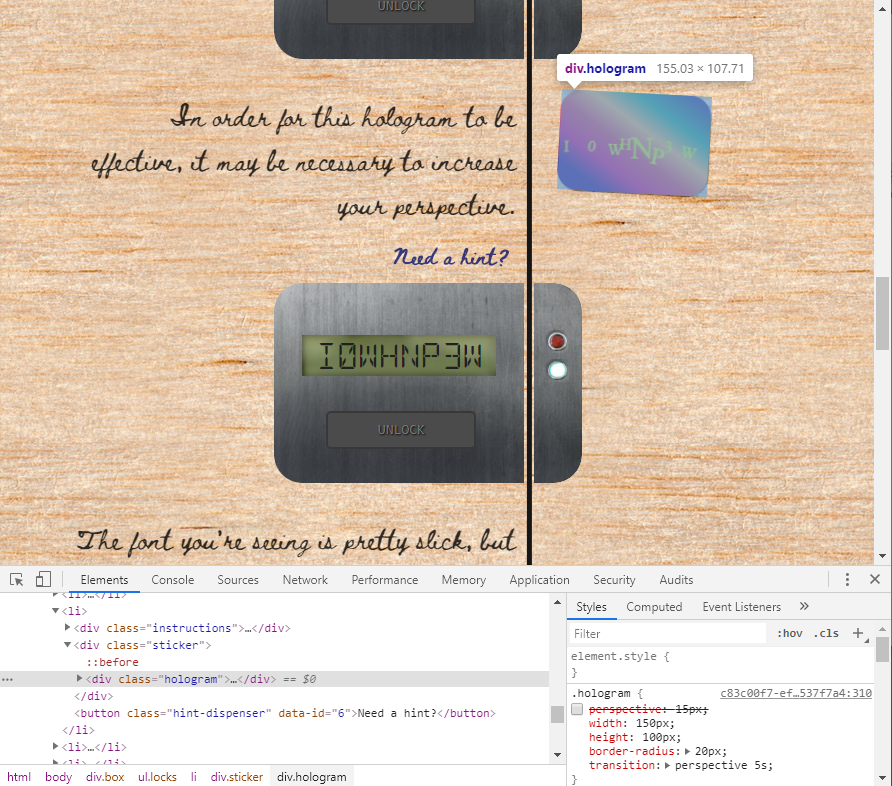 UNLOCK
div.hologram 155.03 × 107.71
In order for this hologram to be
effective, it may be necessary to increase
your perspective.
I 0 WHNP3 W
Need a hint?
I0WHNP3W
UNLOCK
The font you're seeing is pretty slick, but
Elements Console Sources Network Performance Memory Application Security Audits
<li>…</li>
<li>
<div class="instructions">…</div>
<div class="sticker">
::before
<div class="hologram">…</div> == $0
</div>
<button class="hint-dispenser" data-id="6">Need a hint?</button>
</li>
<li>…</li>
<li>…</li>
html body div.box ul.locks li div.sticker div.hologram
Styles Computed Event Listeners »
Filter :hov .cls +
element.style {
}
.hologram { c83c00f7-ef…537f7a4:310
perspective: 15px;
width: 150px;
height: 100px;
border-radius: 20px;
transition: perspective 5s;
}